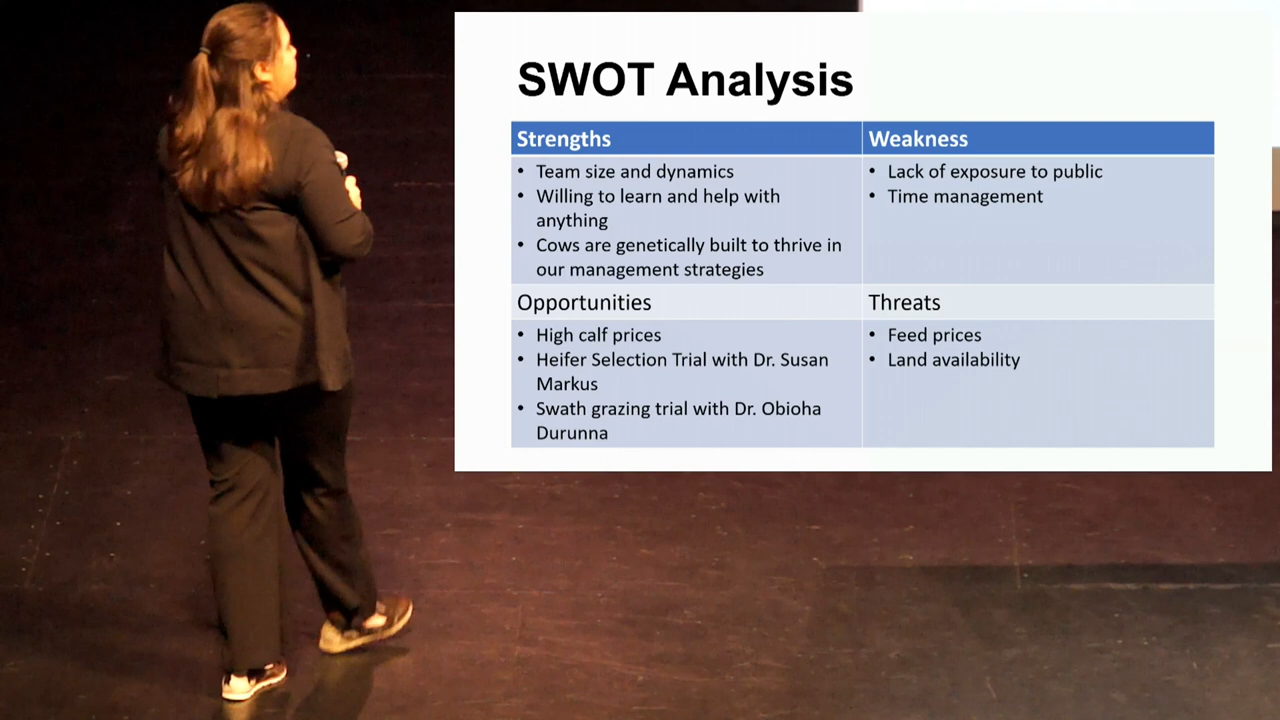 SWOT Analysis
Strengths
Weakness
• Team size and dynamics
• Willing to learn and help with
anything
• Cows are genetically built to thrive in
our management strategies
• Lack of exposure to public
• Time management
Opportunities
Threats
• High calf prices
• Heifer Selection Trial with Dr. Susan
Markus
• Swath grazing trial with Dr. Obioha
Durunna
• Feed prices
• Land availability